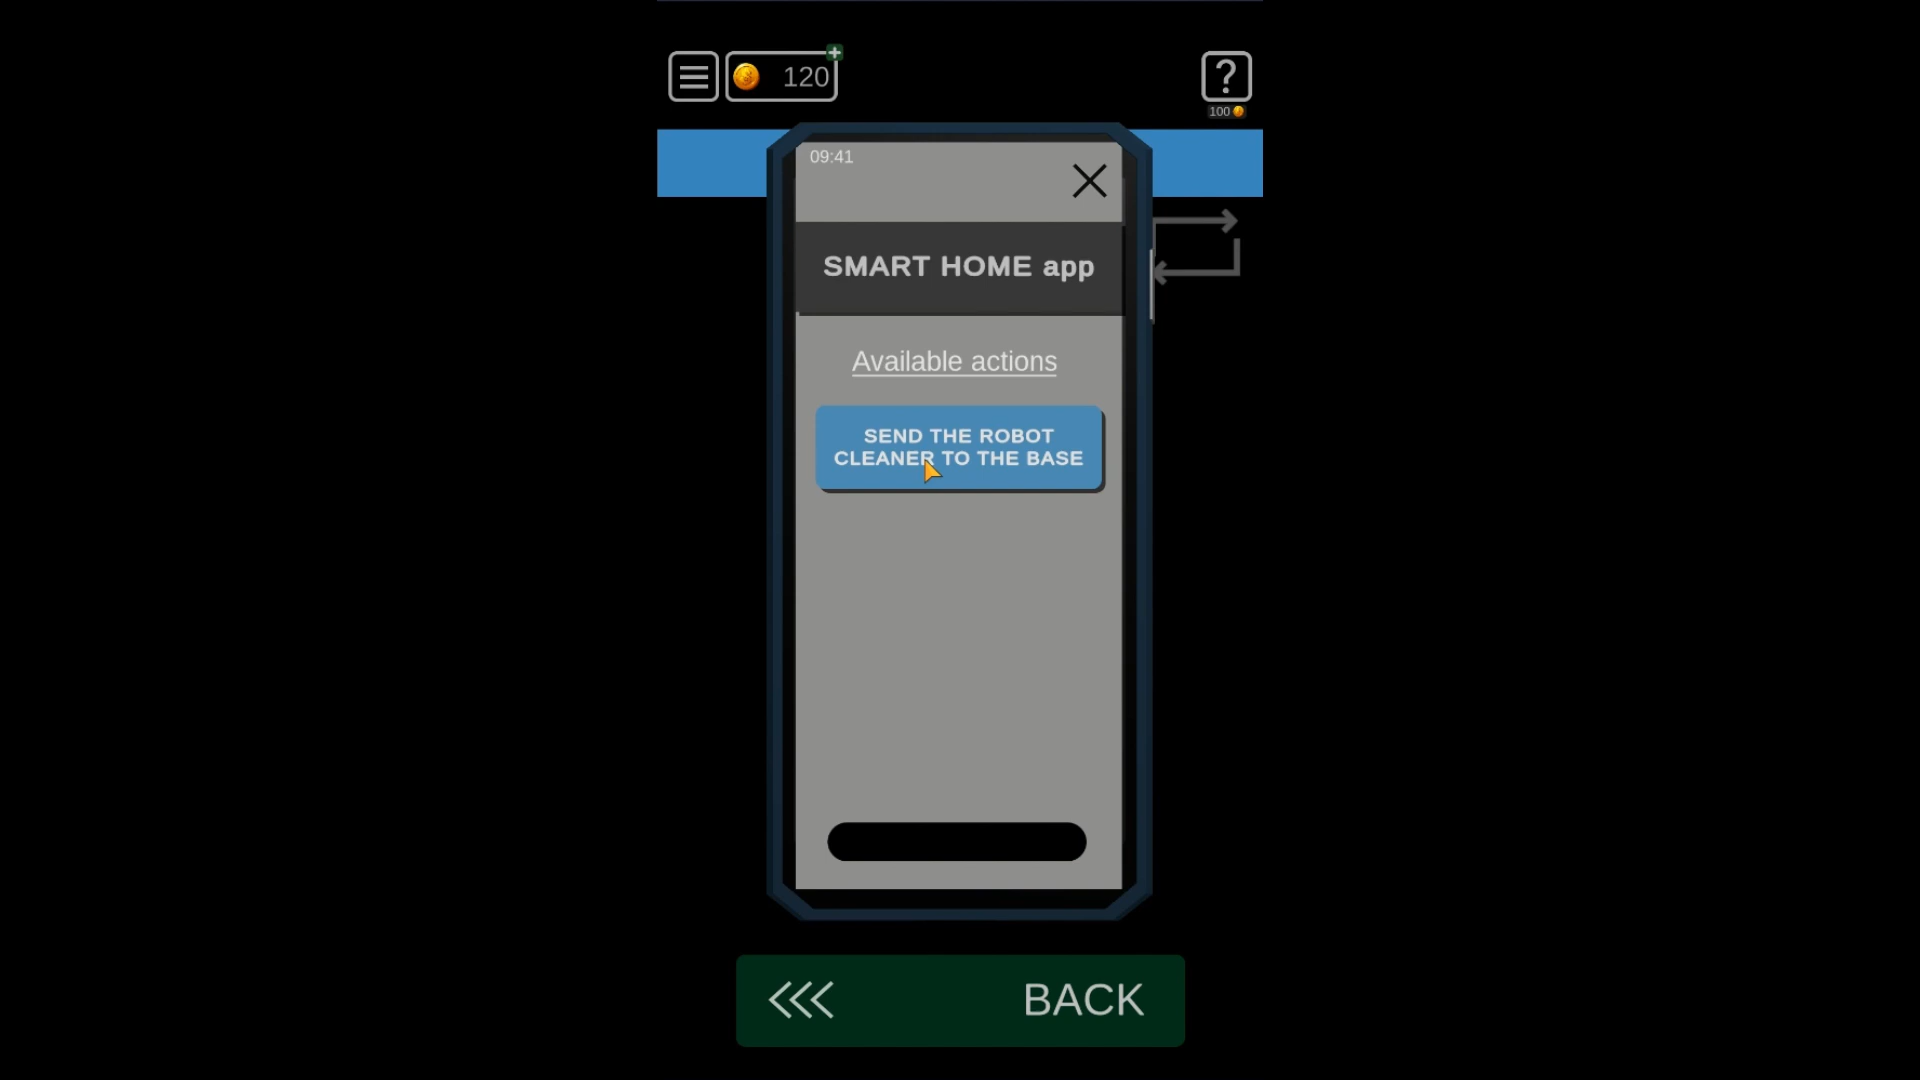 120
100
09:41
SMART HOME app
Available actions
SEND THE ROBOT
CLEANER TO THE BASE
BACK